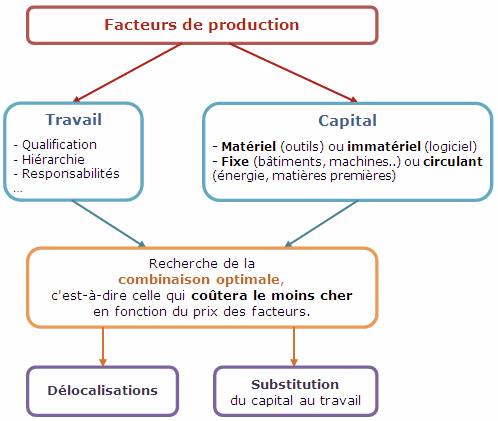 Facteurs de production
Travail
- Qualification
- Hiérarchie
- Responsabilités
...
Capital
- Matériel (outils) ou immatériel (logiciel)
- Fixe (bâtiments, machines..) ou circulant
(énergie, matières premières)
Recherche de la
combinaison optimale,
c'est-à-dire celle qui coûtera le moins cher
en fonction du prix des facteurs.
Délocalisations
Substitution
du capital au travail